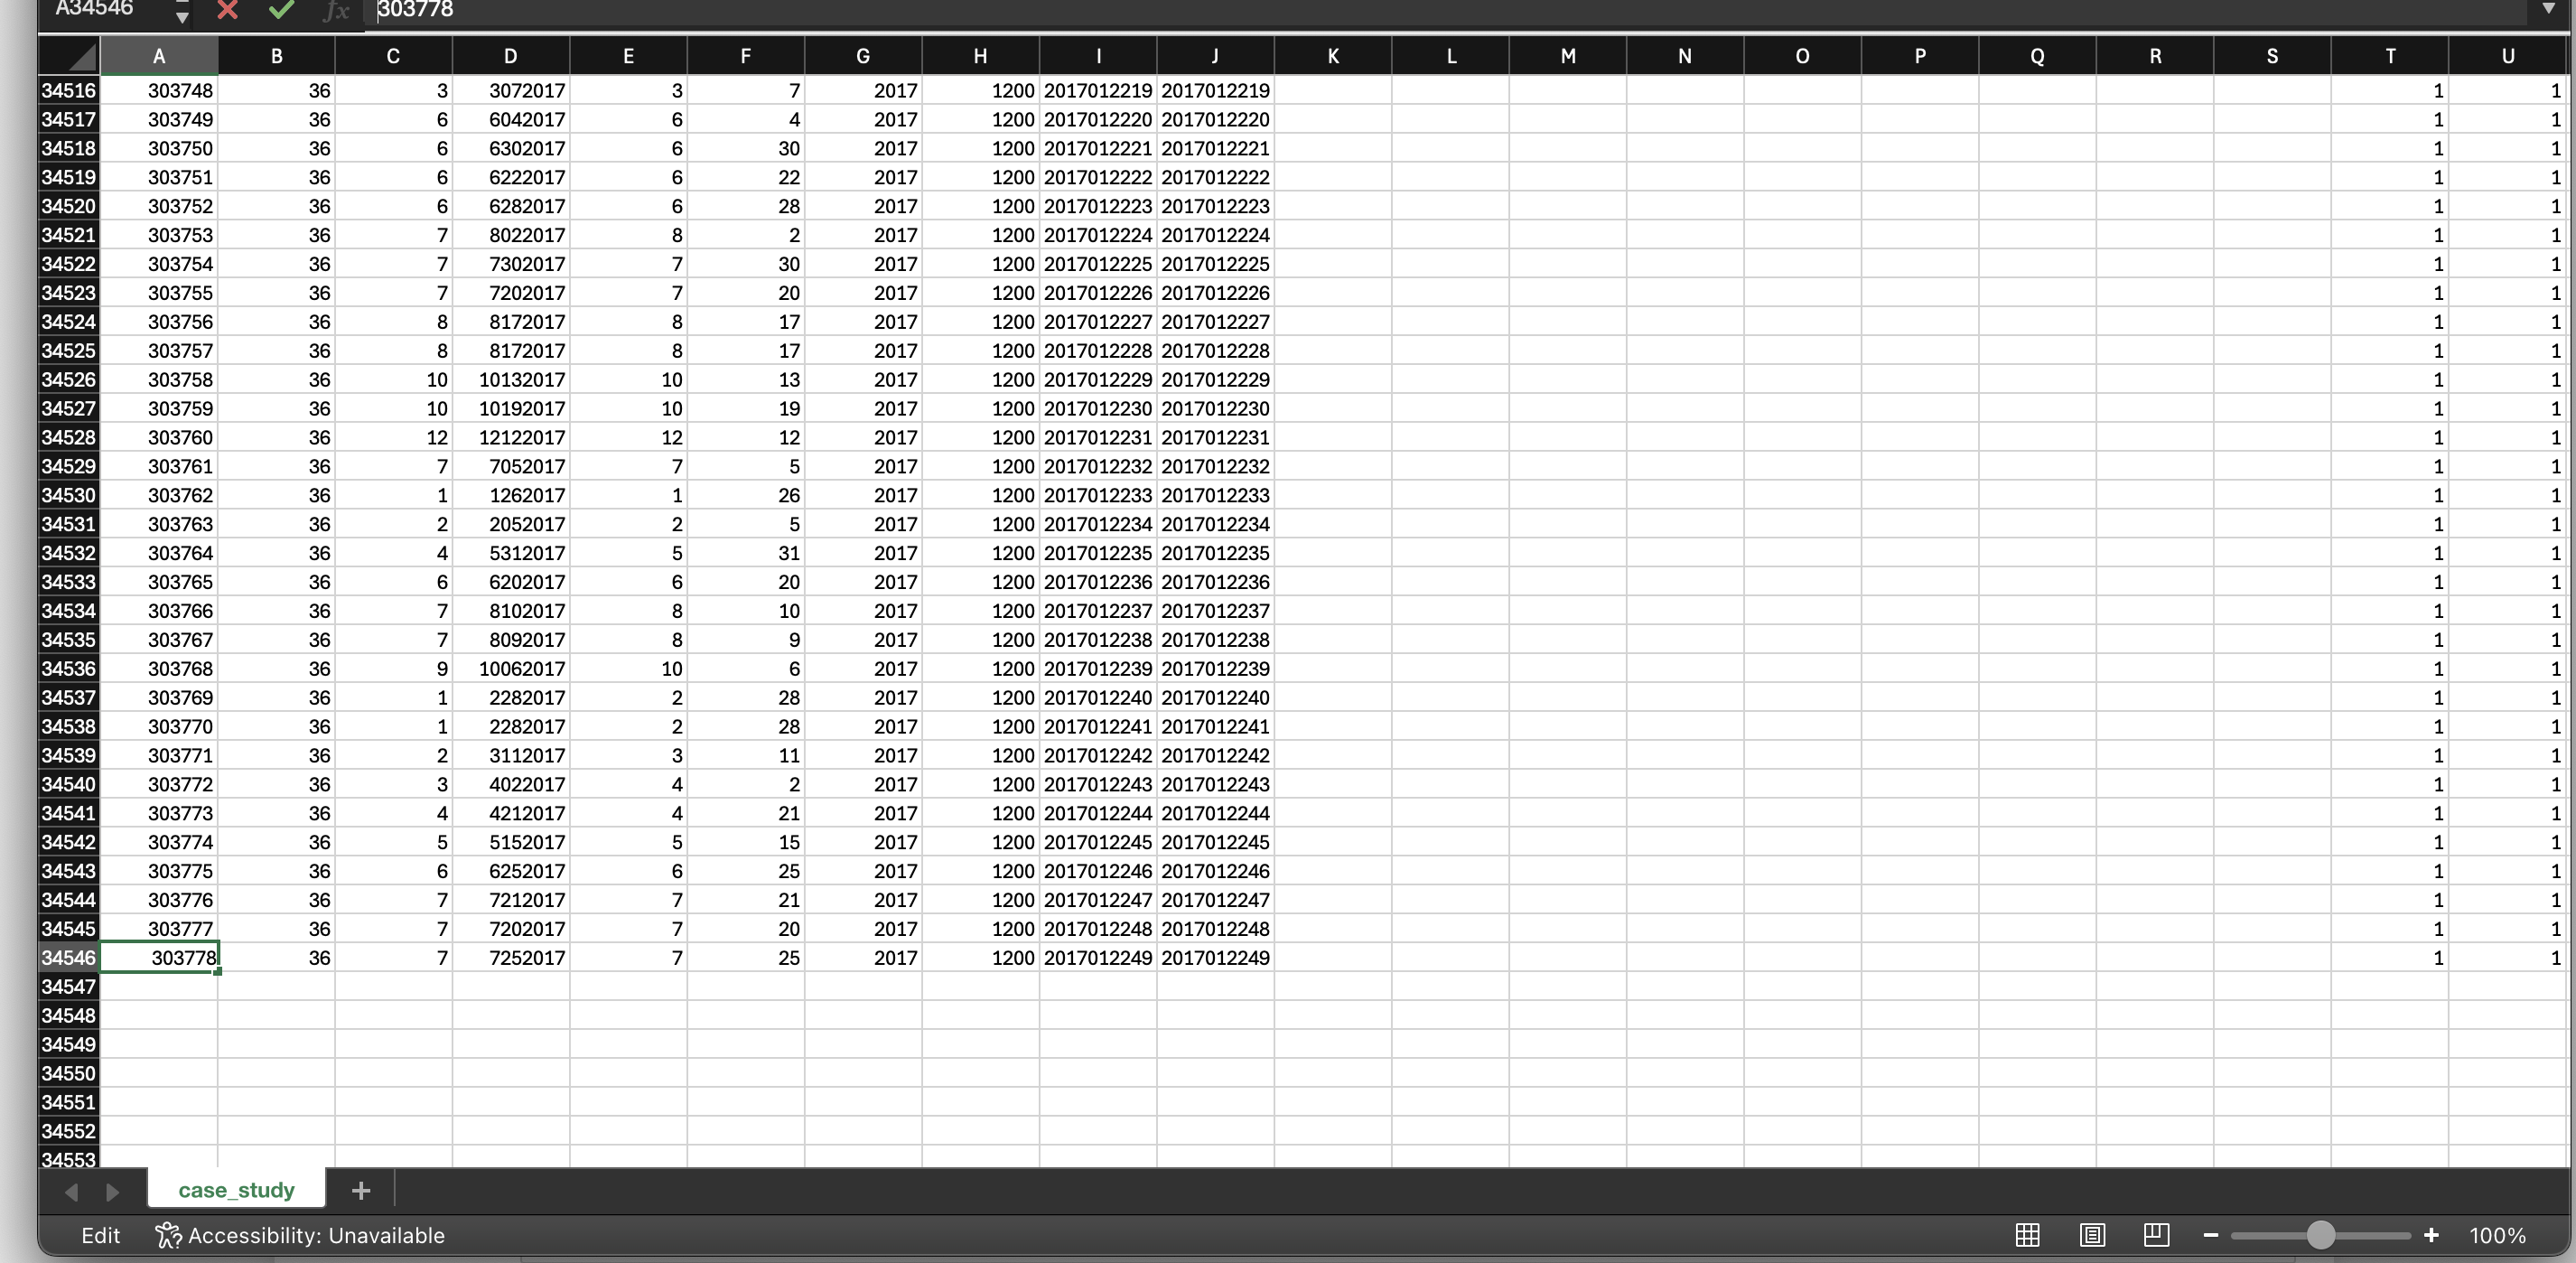 A34546 fx 303778
A B C D E F G H I J K L M N O P Q R S T U
34516 303748 36 3 3072017 3 7 2017 1200 2017012219 2017012219 1 1
34517 303749 36 6 6042017 6 4 2017 1200 2017012220 2017012220 1 1
34518 303750 36 6 6302017 6 30 2017 1200 2017012221 2017012221 1 1
34519 303751 36 6 6222017 6 22 2017 1200 2017012222 2017012222 1 1
34520 303752 36 6 6282017 6 28 2017 1200 2017012223 2017012223 1 1
34521 303753 36 7 8022017 8 2 2017 1200 2017012224 2017012224 1 1
34522 303754 36 7 7302017 7 30 2017 1200 2017012225 2017012225 1 1
34523 303755 36 7 7202017 7 20 2017 1200 2017012226 2017012226 1 1
34524 303756 36 8 8172017 8 17 2017 1200 2017012227 2017012227 1 1
34525 303757 36 8 8172017 8 17 2017 1200 2017012228 2017012228 1 1
34526 303758 36 10 10132017 10 13 2017 1200 2017012229 2017012229 1 1
34527 303759 36 10 10192017 10 19 2017 1200 2017012230 2017012230 1 1
34528 303760 36 12 12122017 12 12 2017 1200 2017012231 2017012231 1 1
34529 303761 36 7 7052017 7 5 2017 1200 2017012232 2017012232 1 1
34530 303762 36 1 1262017 1 26 2017 1200 2017012233 2017012233 1 1
34531 303763 36 2 2052017 2 5 2017 1200 2017012234 2017012234 1 1
34532 303764 36 4 5312017 5 31 2017 1200 2017012235 2017012235 1 1
34533 303765 36 6 6202017 6 20 2017 1200 2017012236 2017012236 1 1
34534 303766 36 7 8102017 8 10 2017 1200 2017012237 2017012237 1 1
34535 303767 36 7 8092017 8 9 2017 1200 2017012238 2017012238 1 1
34536 303768 36 9 10062017 10 6 2017 1200 2017012239 2017012239 1 1
34537 303769 36 1 2282017 2 28 2017 1200 2017012240 2017012240 1 1
34538 303770 36 1 2282017 2 28 2017 1200 2017012241 2017012241 1 1
34539 303771 36 2 3112017 3 11 2017 1200 2017012242 2017012242 1 1
34540 303772 36 3 4022017 4 2 2017 1200 2017012243 2017012243 1 1
34541 303773 36 4 4212017 4 21 2017 1200 2017012244 2017012244 1 1
34542 303774 36 5 5152017 5 15 2017 1200 2017012245 2017012245 1 1
34543 303775 36 6 6252017 6 25 2017 1200 2017012246 2017012246 1 1
34544 303776 36 7 7212017 7 21 2017 1200 2017012247 2017012247 1 1
34545 303777 36 7 7202017 7 20 2017 1200 2017012248 2017012248 1 1
34546 303778 36 7 7252017 7 25 2017 1200 2017012249 2017012249 1 1
34547
34548
34549
34550
34551
34552
34553
case_study +
Edit Accessibility: Unavailable 100%